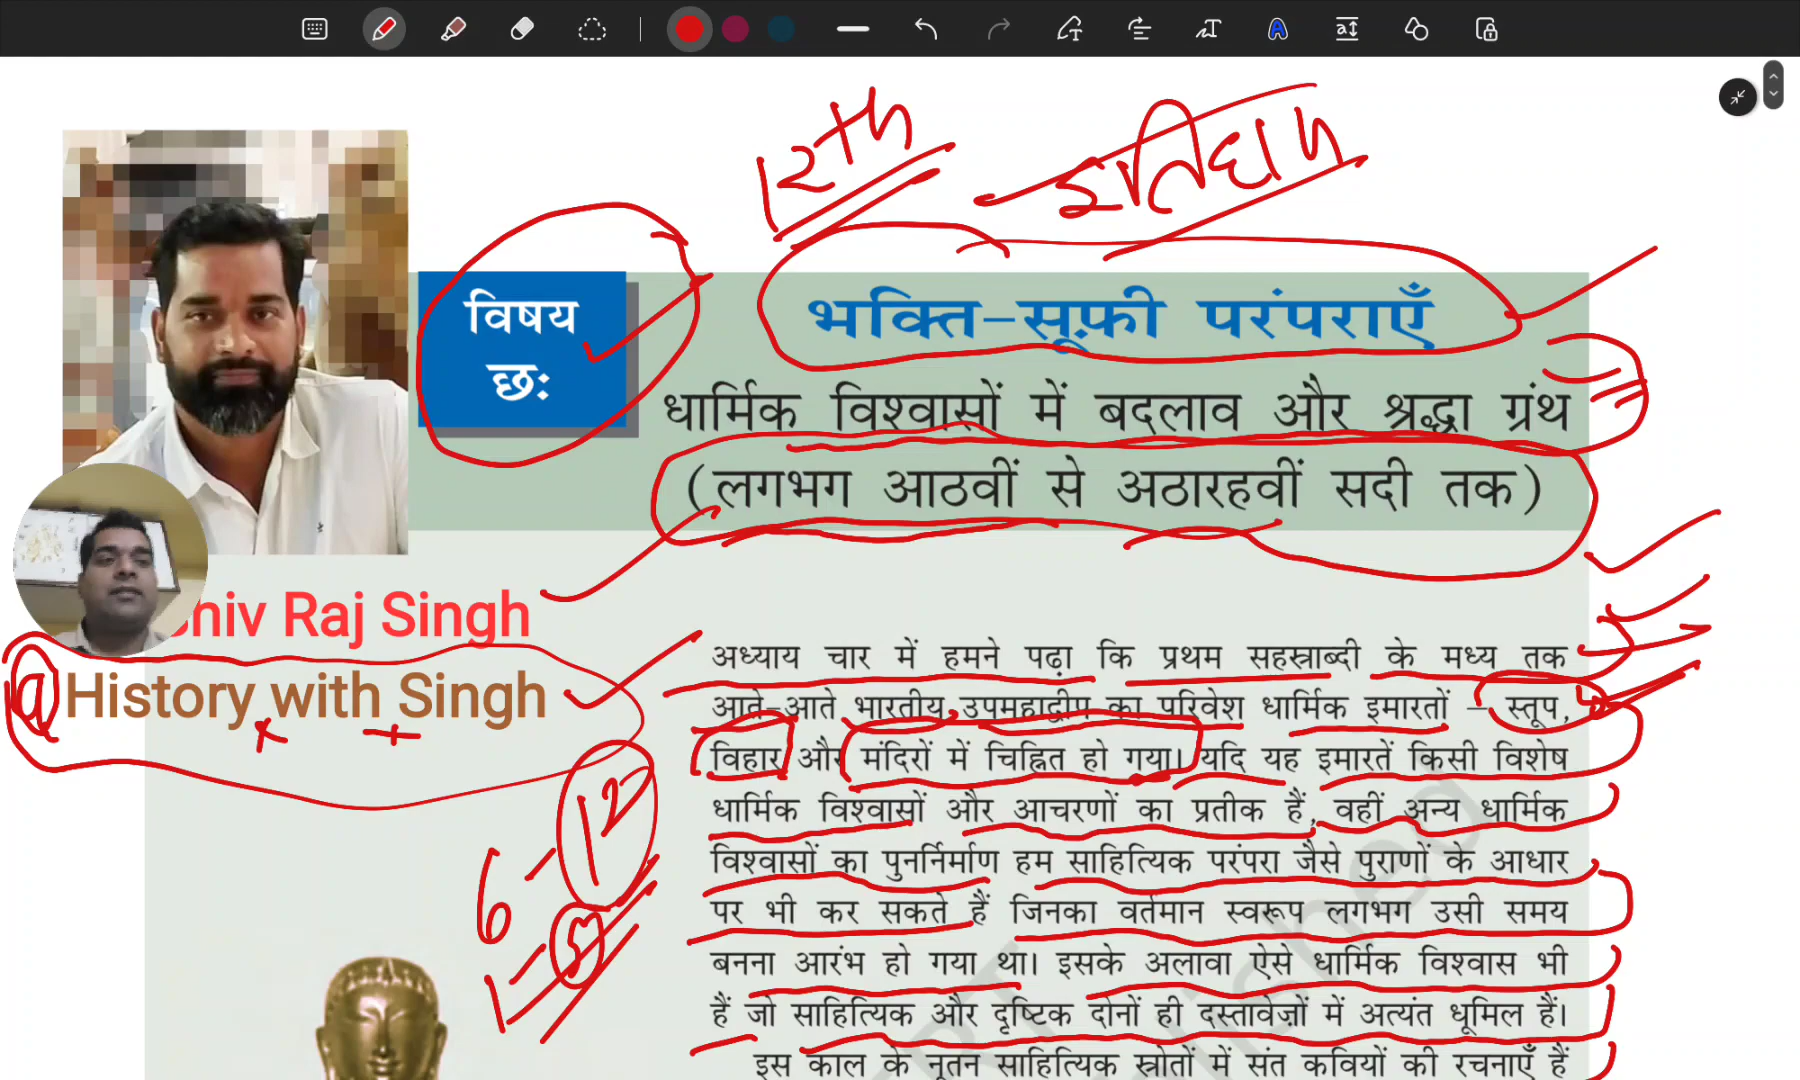 12th इतिहास
विषय
छः
भक्ति-सूफ़ी परंपराएँ
धार्मिक विश्वासों में बदलाव और श्रद्धा ग्रंथ
(लगभग आठवीं से अठारहवीं सदी तक)
hiv Raj Singh
@History with Singh
6-12
1-5
अध्याय चार में हमने पढ़ा कि प्रथम सहस्राब्दी के मध्य तक
आते-आते भारतीय उपमहाद्वीप का परिवेश धार्मिक इमारतों – स्तूप,
विहार और मंदिरों में चिह्नित हो गया। यदि यह इमारतें किसी विशेष
धार्मिक विश्वासों और आचरणों का प्रतीक हैं, वहीं अन्य धार्मिक
विश्वासों का पुनर्निर्माण हम साहित्यिक परंपरा जैसे पुराणों के आधार
पर भी कर सकते हैं जिनका वर्तमान स्वरूप लगभग उसी समय
बनना आरंभ हो गया था। इसके अलावा ऐसे धार्मिक विश्वास भी
हैं जो साहित्यिक और दृष्टिक दोनों ही दस्तावेज़ों में अत्यंत धूमिल हैं।
इस काल के नूतन साहित्यिक स्रोतों में संत कवियों की रचनाएँ हैं